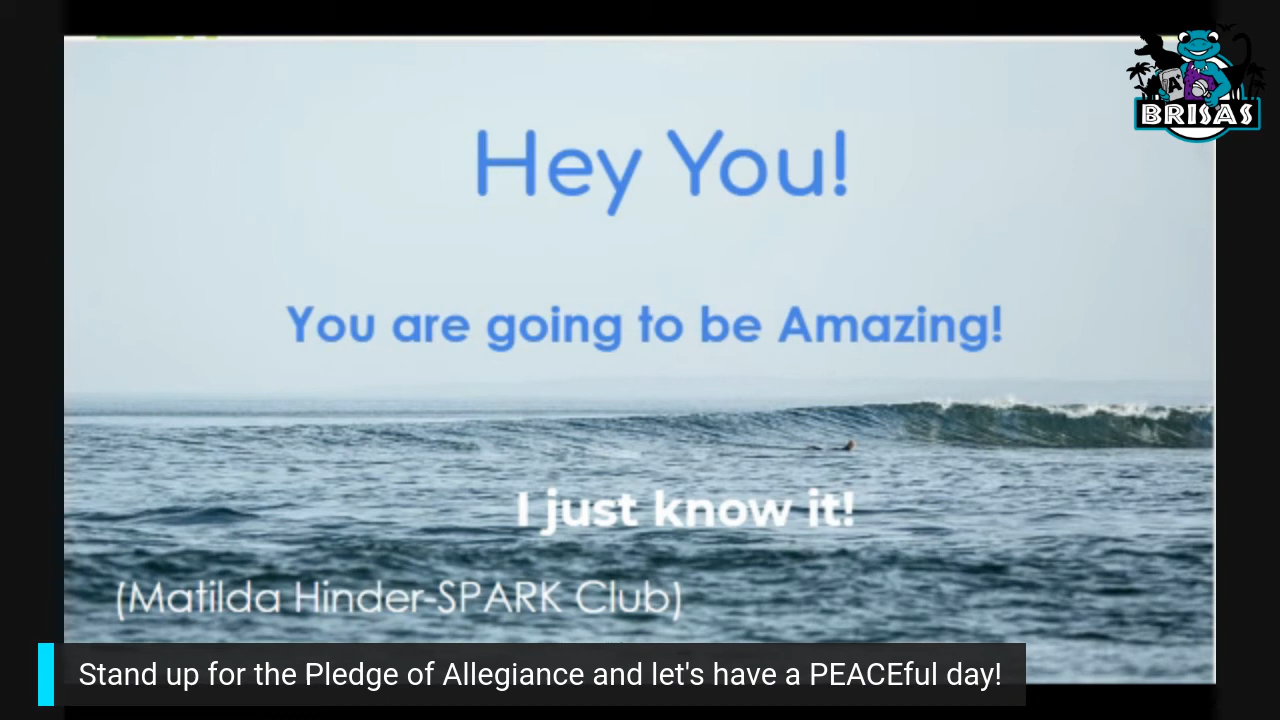 BRISAS
Hey You!
You are going to be Amazing!
I just know it!
(Matilda Hinder-SPARK Club)
Stand up for the Pledge of Allegiance and let's have a PEACEful day!